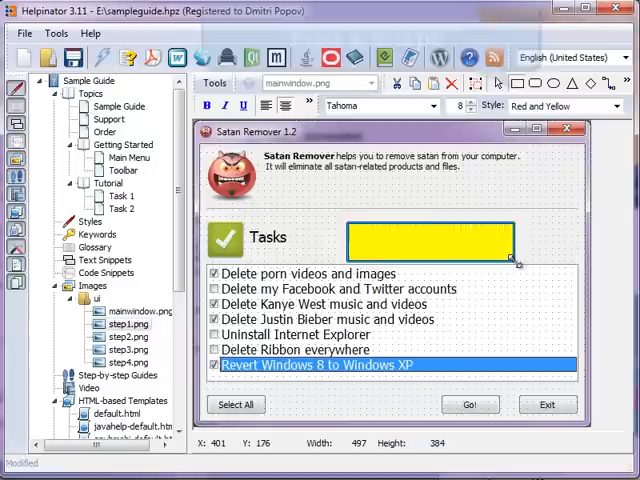 Helpinator 3.11 - E:\sampleguide.hpz (Registered to Dmitri Popov)
File Tools Help
English (United States)
Sample Guide
Topics
Sample Guide
Support
Order
Getting Started
Main Menu
Toolbar
Tutorial
Task 1
Task 2
Styles
Keywords
Glossary
Code Snippets
Images
ui
mainwindow.png
step1.png
step2.png
step3.png
step4.png
Step-by-step Guides
Video
HTML-based Templates
default.html
javahelp-default.htm
Tools mainwindow.png
B I U Tahoma 8 Style: Red and Yellow
Satan Remover 1.2
Satan Remover helps you to remove satan from your computer.
It will eliminate all satan-related products and files.
Tasks
Delete porn videos and images
Delete my Facebook and Twitter accounts
Delete Kanye West music and videos
Delete Justin Bieber music and videos
Uninstall Internet Explorer
Delete Ribbon everywhere
Revert Windows 8 to Windows XP
Select All Go! Exit
X: 401 Y: 176 Width: 497 Height: 384
Modified